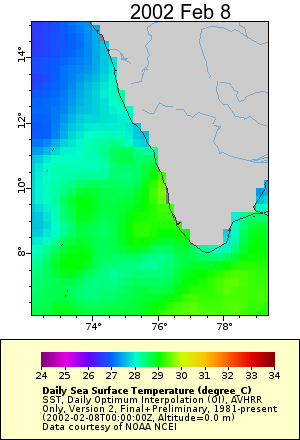 2002 Feb 8
14°
12°
10°
8°
74°
76°
78°
24 25 26 27 28 29 30 31 32 33 34
Daily Sea Surface Temperature (degree_C)
SST, Daily Optimum Interpolation (OI), AVHRR
Only, Version 2, Final+Preliminary, 1981-present
(2002-02-08T00:00:00Z, Altitude=0.0 m)
Data courtesy of NOAA NCEI